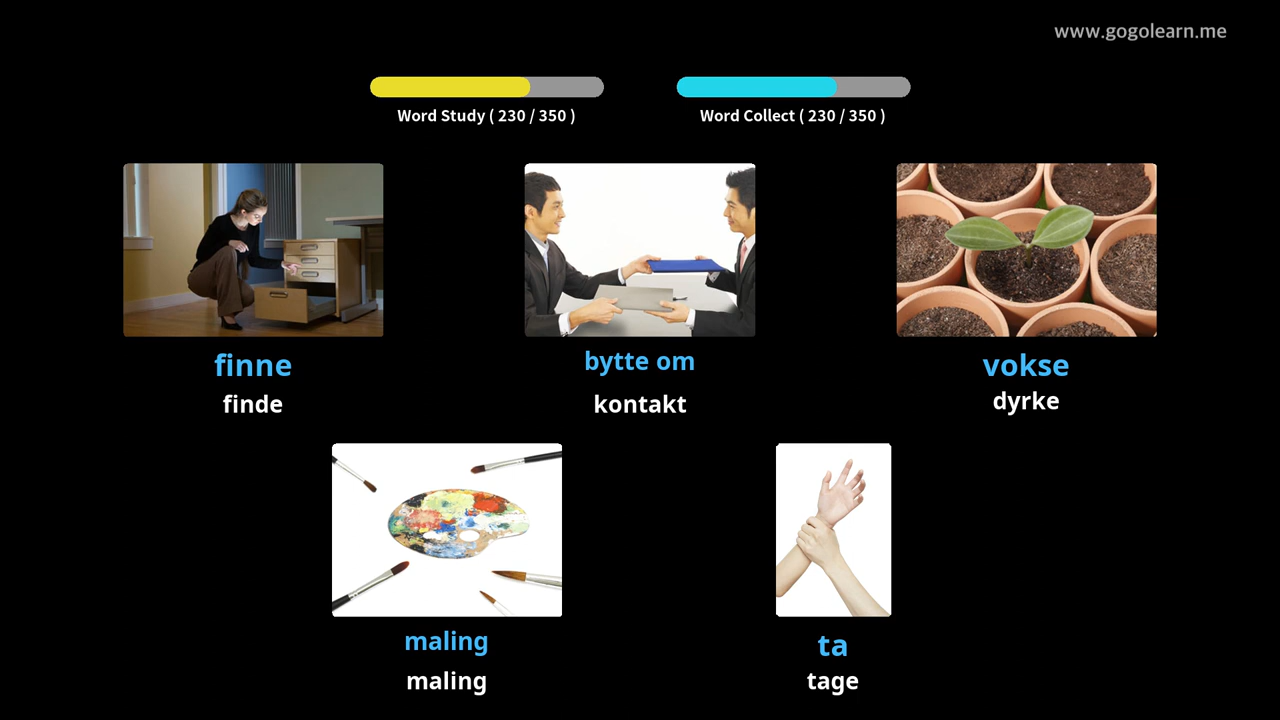 www.gogolearn.me
Word Study ( 230 / 350 )
Word Collect ( 230 / 350 )
finne
bytte om
vokse
finde
kontakt
dyrke
maling
ta
maling
tage